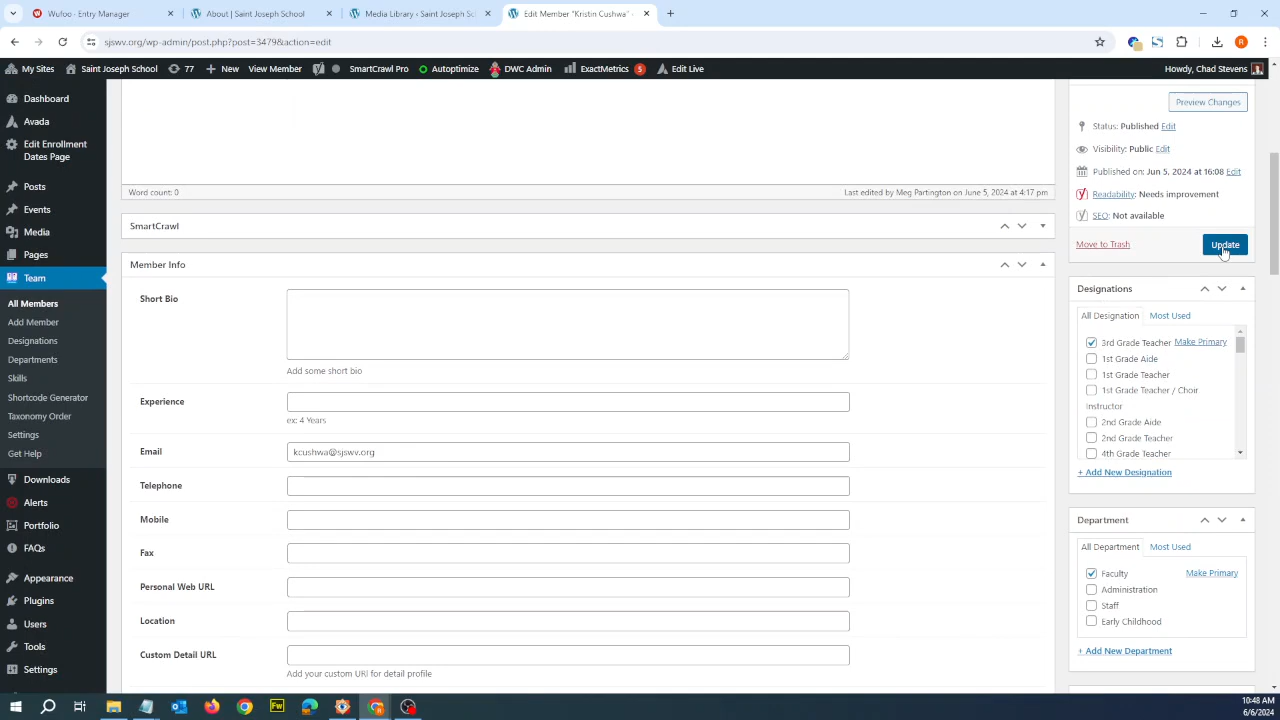 Wufoo - Entry Manager
About | Saint Joseph School
Media Library ‹ Saint Joseph Sc
Edit Member "Kristin Cushwa"
sjswv.org/wp-admin/post.php?post=3479&action=edit
My Sites
Saint Joseph School
77
New
View Member
SmartCrawl Pro
Autoptimize
DWC Admin
ExactMetrics
5
Edit Live
Howdy, Chad Stevens
Dashboard
Avada
Edit Enrollment
Dates Page
Posts
Events
Media
Pages
Team
All Members
Add Member
Designations
Departments
Skills
Shortcode Generator
Taxonomy Order
Settings
Get Help
Downloads
Alerts
Portfolio
FAQs
Appearance
Plugins
Users
Tools
Settings
Word count: 0
Last edited by Meg Partington on June 5, 2024 at 4:17 pm
SmartCrawl
Member Info
Short Bio
Add some short bio
Experience
ex: 4 Years
Email
kcushwa@sjswv.org
Telephone
Mobile
Fax
Personal Web URL
Location
Custom Detail URL
Add your custom URl for detail profile
Preview Changes
Status: Published Edit
Visibility: Public Edit
Published on: Jun 5, 2024 at 16:08 Edit
Readability: Needs improvement
SEO: Not available
Move to Trash
Update
Designations
All Designation
Most Used
3rd Grade Teacher Make Primary
1st Grade Aide
1st Grade Teacher
1st Grade Teacher / Choir
Instructor
2nd Grade Aide
2nd Grade Teacher
4th Grade Teacher
+ Add New Designation
Department
All Department
Most Used
Faculty
Make Primary
Administration
Staff
Early Childhood
+ Add New Department
10:48 AM
6/6/2024